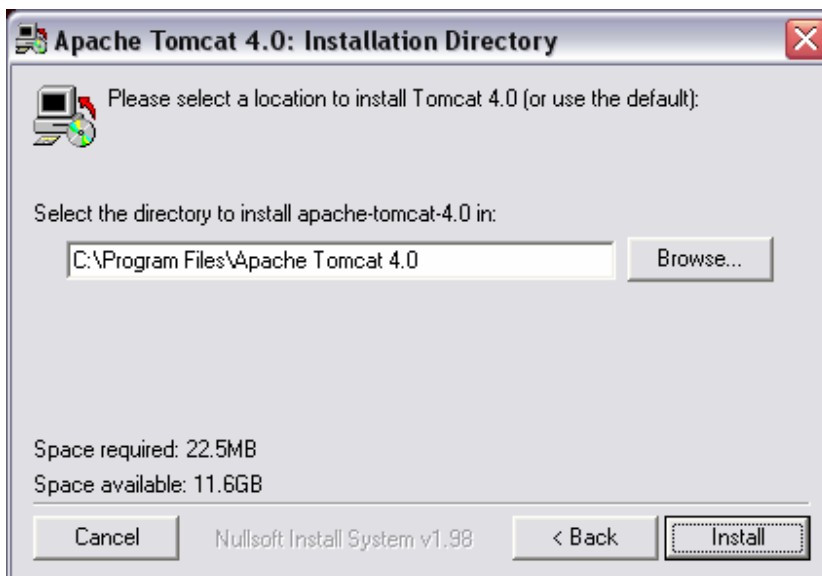 Apache Tomcat 4.0: Installation Directory
Please select a location to install Tomcat 4.0 (or use the default):
Select the directory to install apache-tomcat-4.0 in:
C:\Program Files\Apache Tomcat 4.0
Browse...
Space required: 22.5MB
Space available: 11.6GB
Cancel
Nullsoft Install System v1.98
< Back
Install